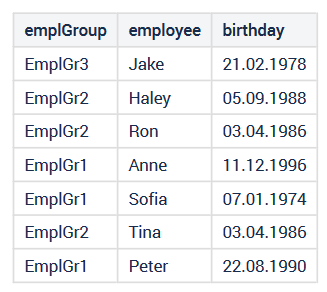 emplGroup employee birthday
EmplGr3 Jake 21.02.1978
EmplGr2 Haley 05.09.1988
EmplGr2 Ron 03.04.1986
EmplGr1 Anne 11.12.1996
EmplGr1 Sofia 07.01.1974
EmplGr2 Tina 03.04.1986
EmplGr1 Peter 22.08.1990